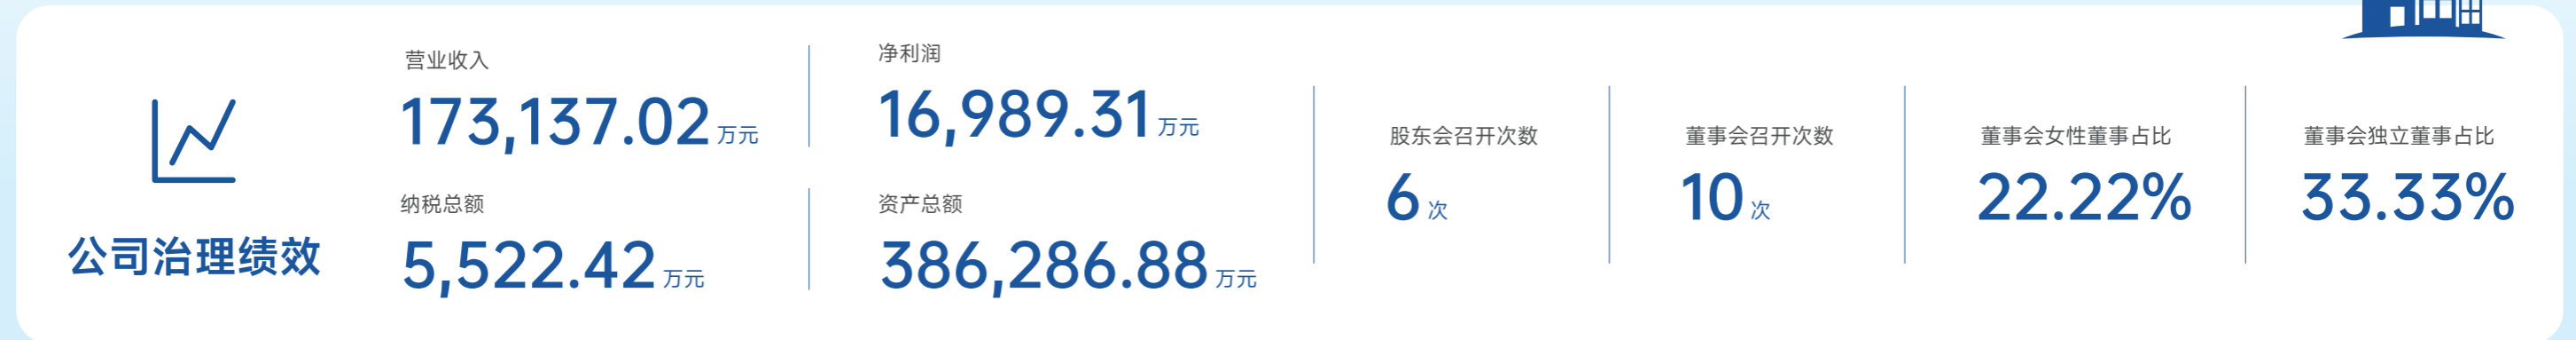 公司治理绩效
营业收入
173,137.02万元
净利润
16,989.31万元
纳税总额
5,522.42万元
资产总额
386,286.88万元
股东会召开次数
6次
董事会召开次数
10次
董事会女性董事占比
22.22%
董事会独立董事占比
33.33%